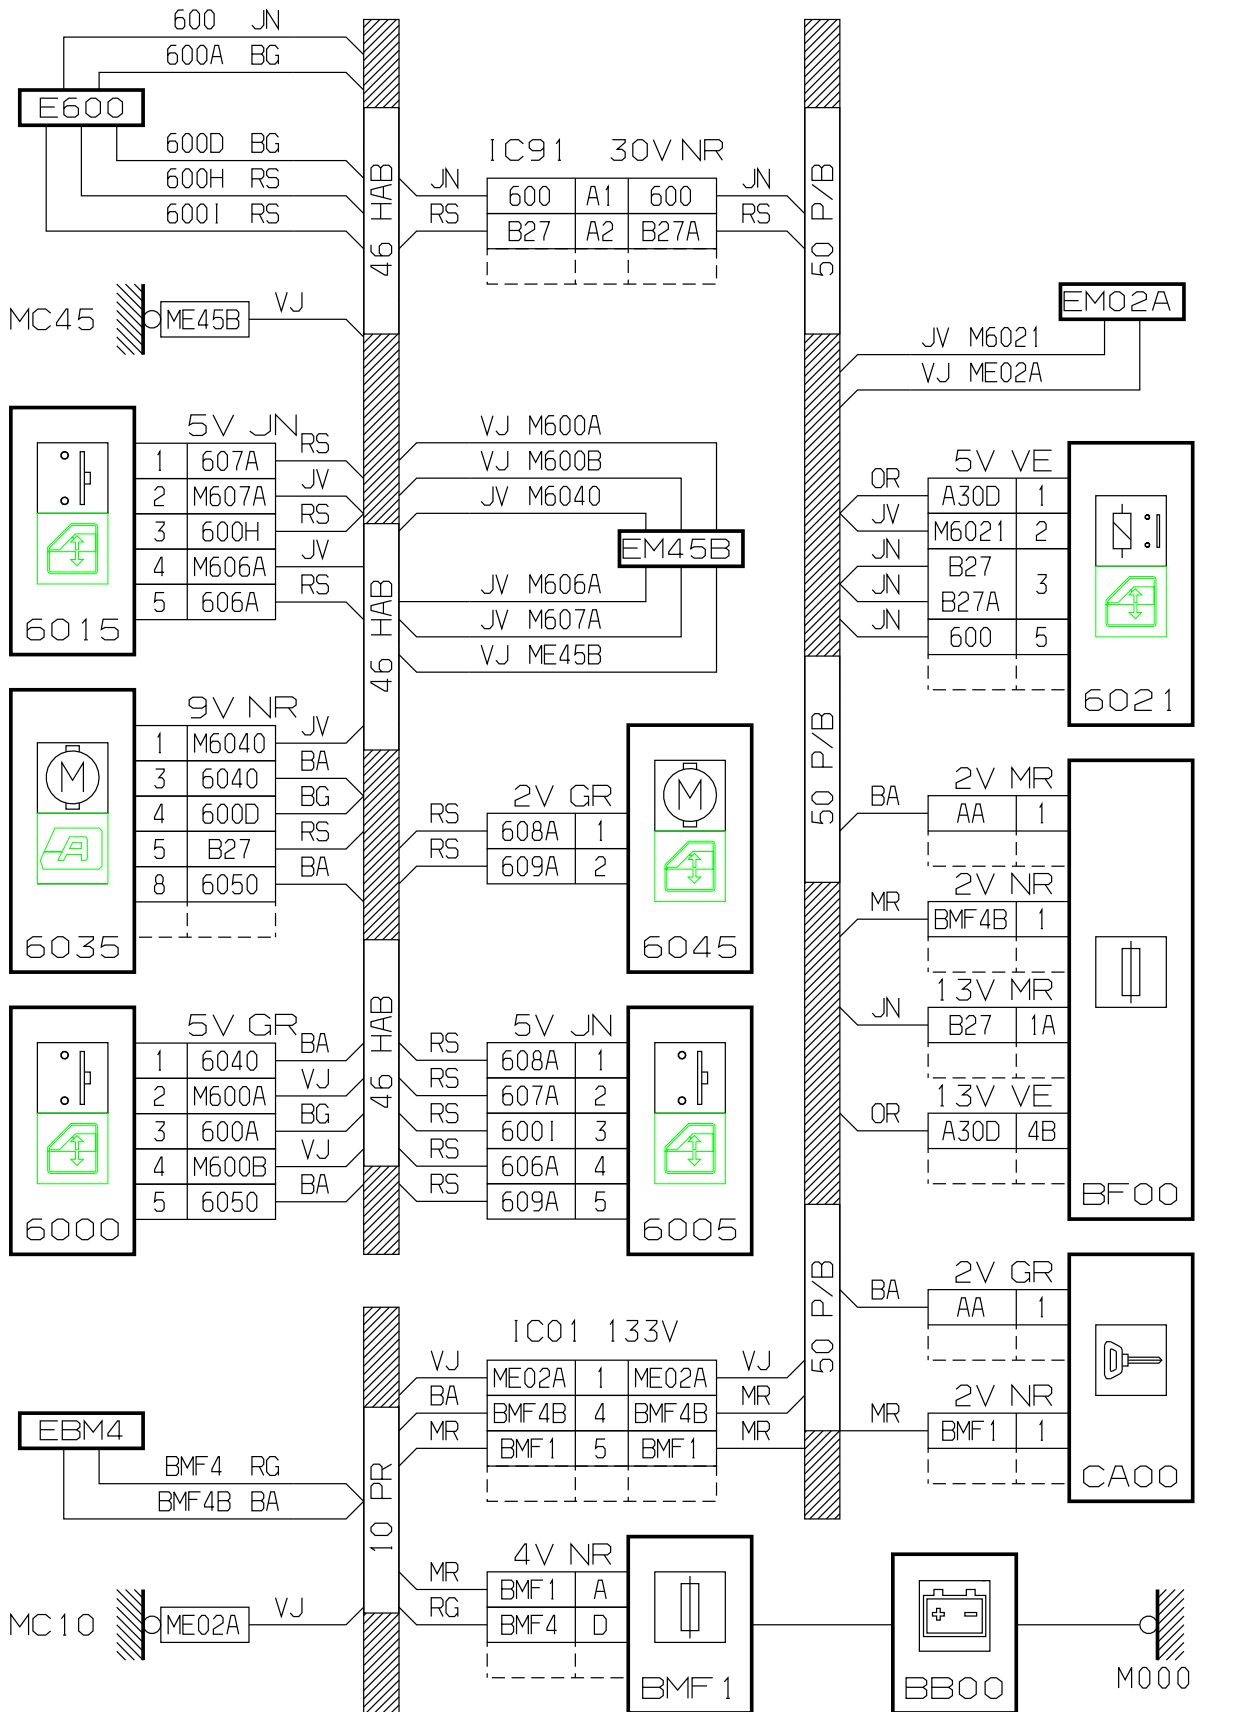 600 JN
600A BG
E600
600D BG
600H RS
600I RS
46 HAB
IC91 30V NR
JN 600 A1 600 JN
RS B27 A2 B27A RS
50 P/B
MC45 ME45B VJ
EM02A
JV M6021
VJ ME02A
5V JN
1 607A RS
2 M607A JV
3 600H RS
4 M606A JV
5 606A RS
6015
VJ M600A
VJ M600B
JV M6040
EM45B
JV M606A
JV M607A
VJ ME45B
46 HAB
5V VE
OR A30D 1
JV M6021 2
JN B27 3
JN B27A
JN 600 5
6021
9V NR
1 M6040 JV
3 6040 BA
4 600D BG
5 B27 RS
8 6050 BA
6035
M
2V GR
RS 608A 1
RS 609A 2
M
6045
50 P/B
2V MR
BA AA 1
2V NR
MR BMF4B 1
13V MR
JN B27 1A
13V VE
OR A30D 4B
BF00
5V GR
1 6040 BA
2 M600A VJ
3 600A BG
4 M600B VJ
5 6050 BA
6000
46 HAB
5V JN
RS 608A 1
RS 607A 2
RS 600I 3
RS 606A 4
RS 609A 5
6005
50 P/B
2V GR
BA AA 1
2V NR
MR BMF1 1
CA00
IC01 133V
VJ ME02A 1 ME02A VJ
BA BMF4B 4 BMF4B MR
MR BMF1 5 BMF1 MR
EBM4
BMF4 RG
BMF4B BA
10 PR
4V NR
MR BMF1 A
RG BMF4 D
BMF1
MC10 ME02A VJ
+ -
BB00
M000